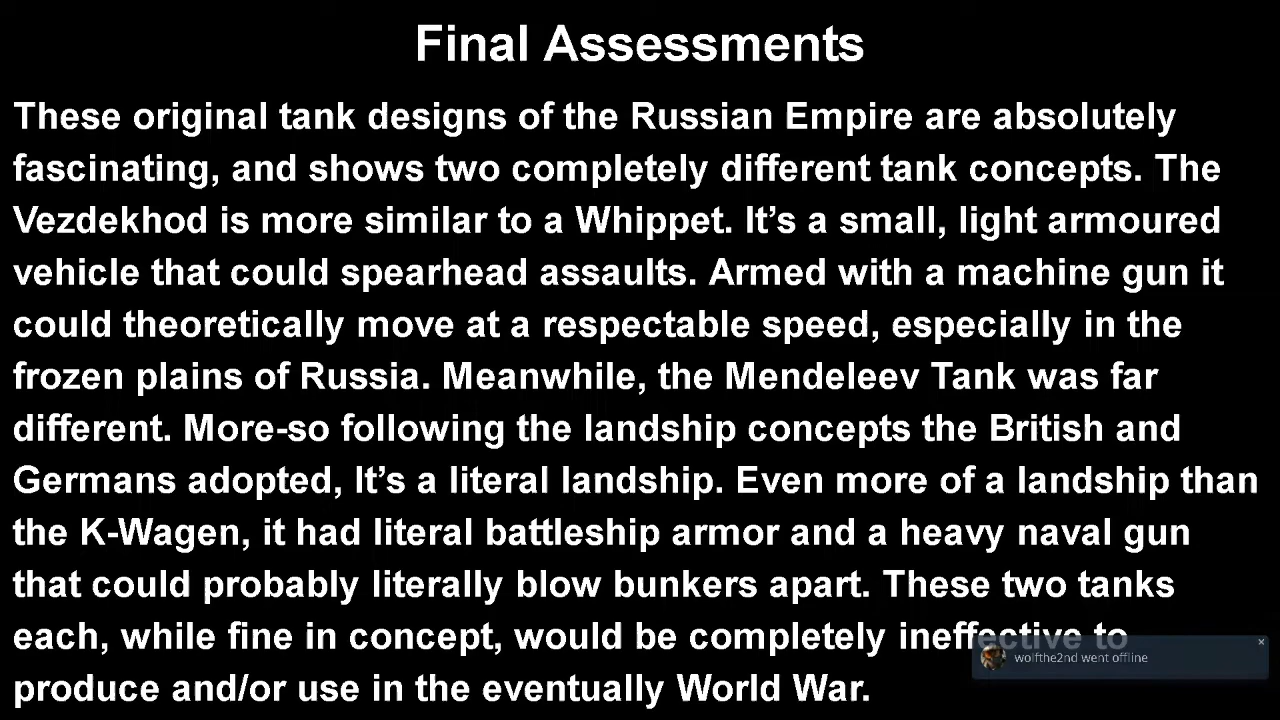 Final Assessments
These original tank designs of the Russian Empire are absolutely
fascinating, and shows two completely different tank concepts. The
Vezdekhod is more similar to a Whippet. It’s a small, light armoured
vehicle that could spearhead assaults. Armed with a machine gun it
could theoretically move at a respectable speed, especially in the
frozen plains of Russia. Meanwhile, the Mendeleev Tank was far
different. More-so following the landship concepts the British and
Germans adopted, It’s a literal landship. Even more of a landship than
the K-Wagen, it had literal battleship armor and a heavy naval gun
that could probably literally blow bunkers apart. These two tanks
each, while fine in concept, would be completely ineffective to
wolfthe2nd went offline
produce and/or use in the eventually World War.